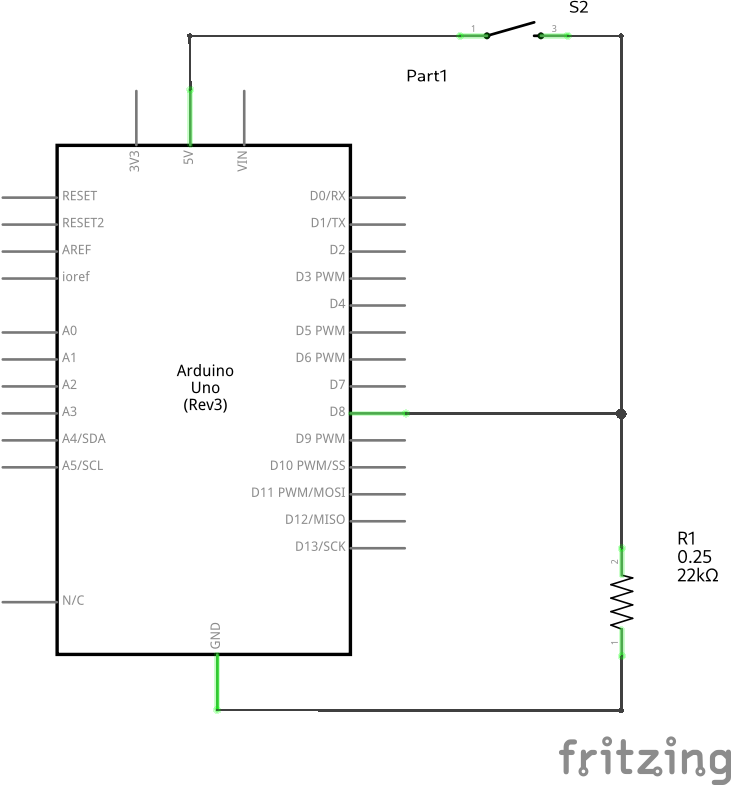 S2
1
3
Part1
3V3
5V
VIN
RESET
RESET2
AREF
ioref
A0
A1
A2
A3
A4/SDA
A5/SCL
N/C
Arduino
Uno
(Rev3)
D0/RX
D1/TX
D2
D3 PWM
D4
D5 PWM
D6 PWM
D7
D8
D9 PWM
D10 PWM/SS
D11 PWM/MOSI
D12/MISO
D13/SCK
GND
2
1
R1
0.25
22kΩ
fritzing